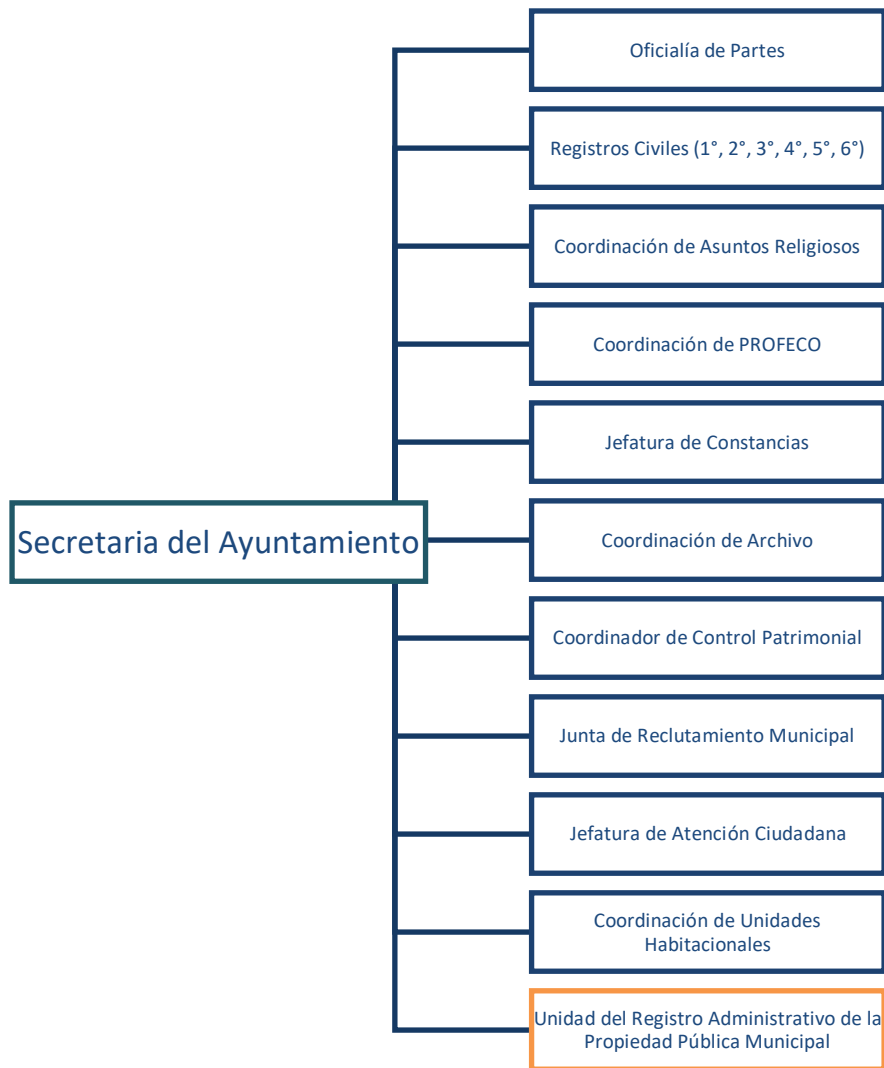 Oficialía de Partes
Registros Civiles (1°, 2°, 3°, 4°, 5°, 6°)
Coordinación de Asuntos Religiosos
Coordinación de PROFECO
Jefatura de Constancias
Secretaria del Ayuntamiento
Coordinación de Archivo
Coordinador de Control Patrimonial
Junta de Reclutamiento Municipal
Jefatura de Atención Ciudadana
Coordinación de Unidades
Habitacionales
Unidad del Registro Administrativo de la
Propiedad Pública Municipal